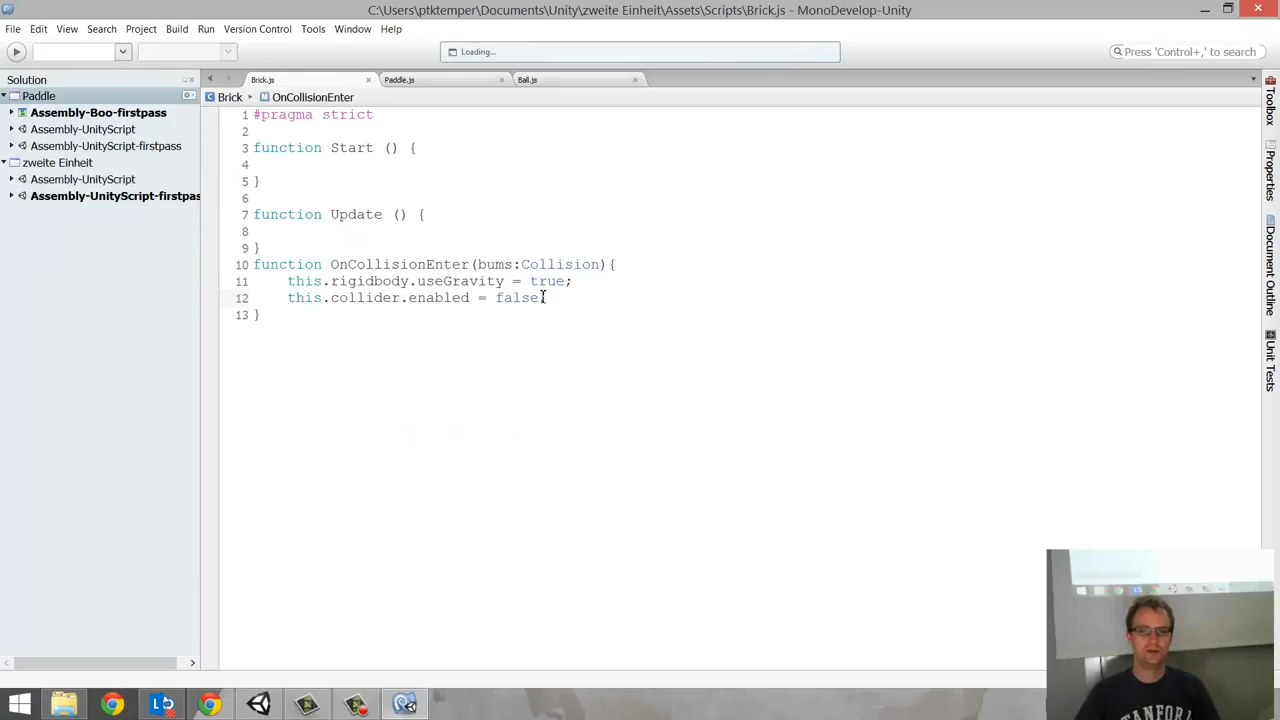 C:\Users\ptktemper\Documents\Unity\zweite Einheit\Assets\Scripts\Brick.js - MonoDevelop-Unity
File Edit View Search Project Build Run Version Control Tools Window Help
Loading...
Press 'Control+,' to search
Solution
Brick.js Paddle.js Ball.js
Paddle
Brick OnCollisionEnter
Assembly-Boo-firstpass
Assembly-UnityScript
Assembly-UnityScript-firstpass
zweite Einheit
Assembly-UnityScript
Assembly-UnityScript-firstpas
1 #pragma strict
2
3 function Start () {
4
5 }
6
7 function Update () {
8
9 }
10 function OnCollisionEnter(bums:Collision){
11 this.rigidbody.useGravity = true;
12 this.collider.enabled = false
13 }
Toolbox
Properties
Document Outline
Unit Tests
STANFORD